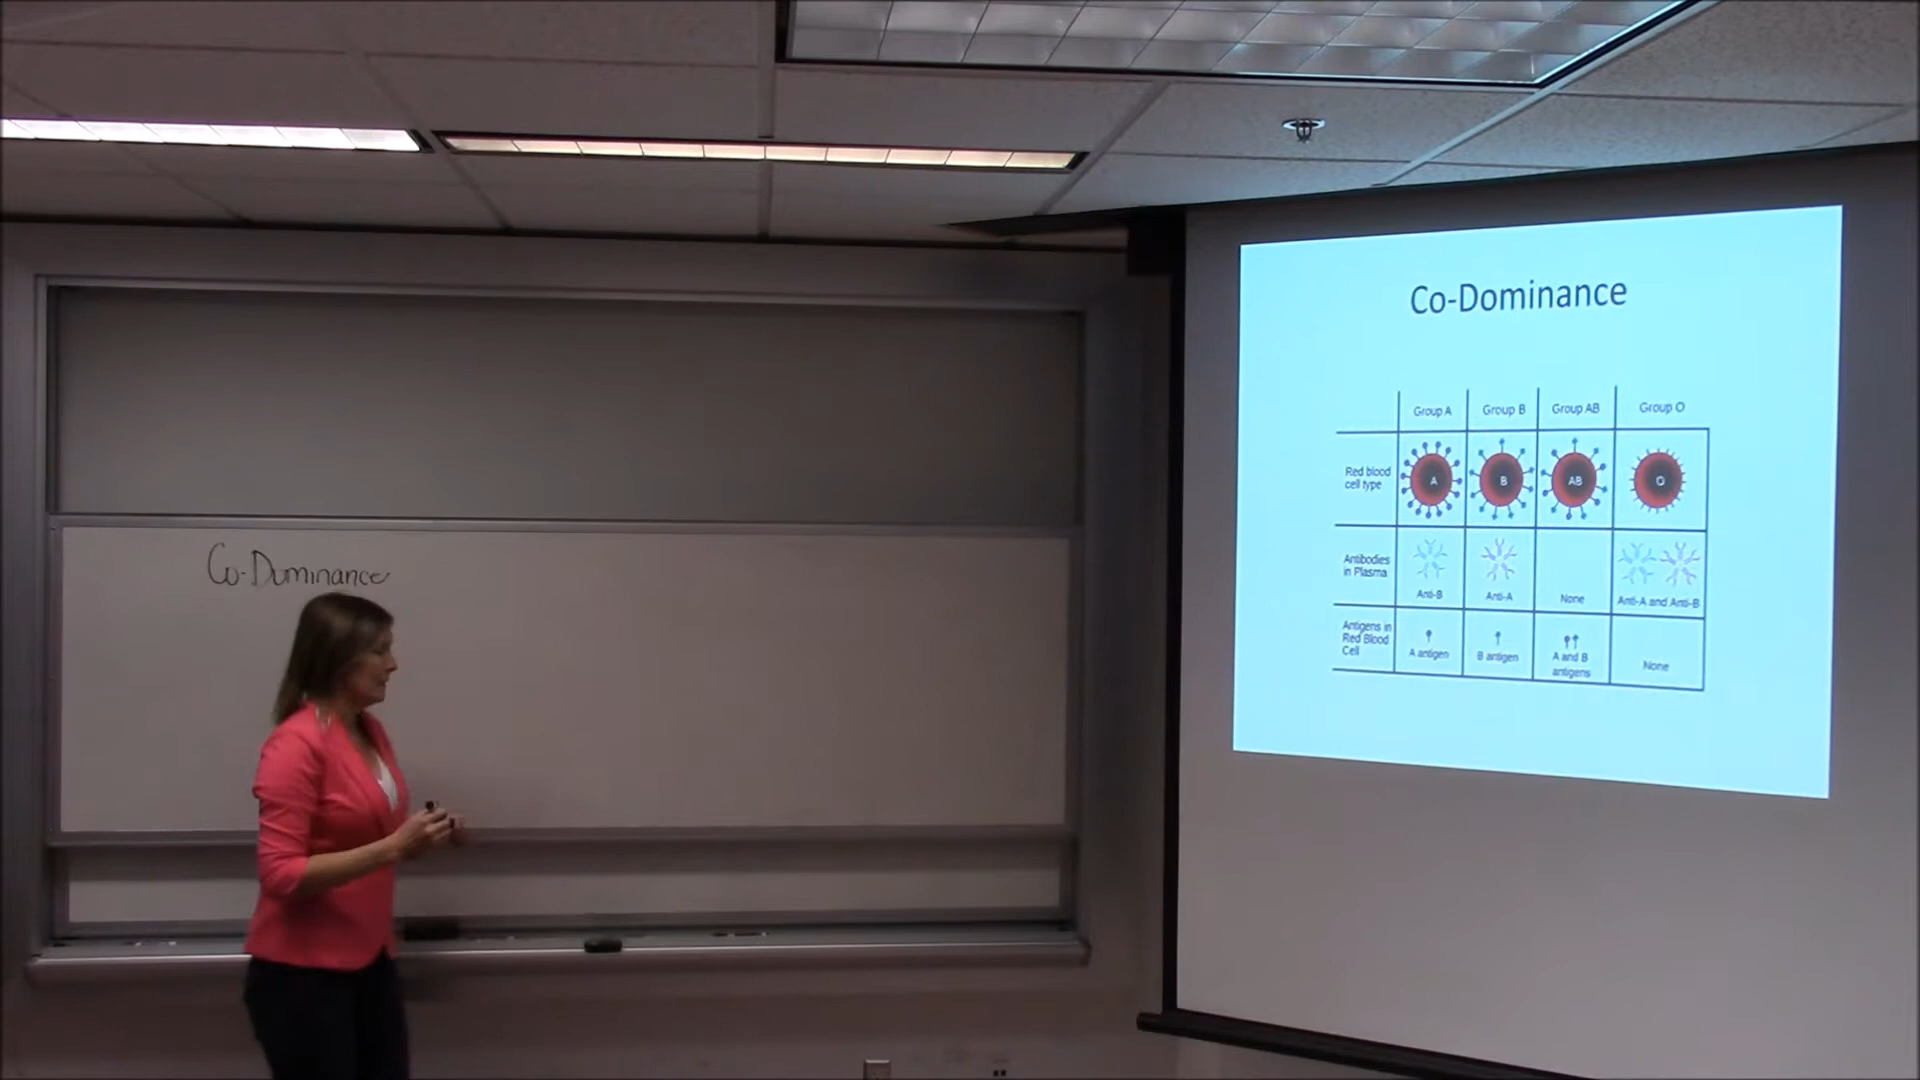 Co-Dominance
Co-Dominance
Group A Group B Group AB Group O
Red blood
cell type
A B AB O
Antibodies
in Plasma
Anti-B Anti-A None Anti-A and Anti-B
Antigens in
Red Blood
Cell
A antigen B antigen A and B
antigens None